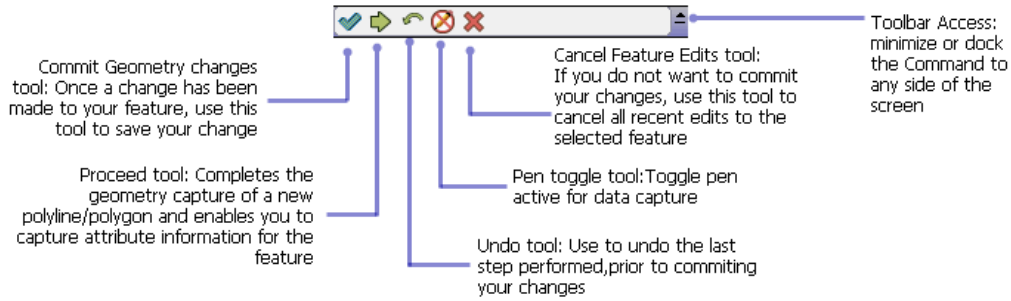 Commit Geometry changes
tool: Once a change has been
made to your feature, use this
tool to save your change
Proceed tool: Completes the
geometry capture of a new
polyline/polygon and enables you to
capture attribute information for the
feature
Cancel Feature Edits tool:
If you do not want to commit
your changes, use this tool to
cancel all recent edits to the
selected feature
Pen toggle tool:Toggle pen
active for data capture
Undo tool: Use to undo the last
step performed,prior to commiting
your changes
Toolbar Access:
minimize or dock
the Command to
any side of the
screen